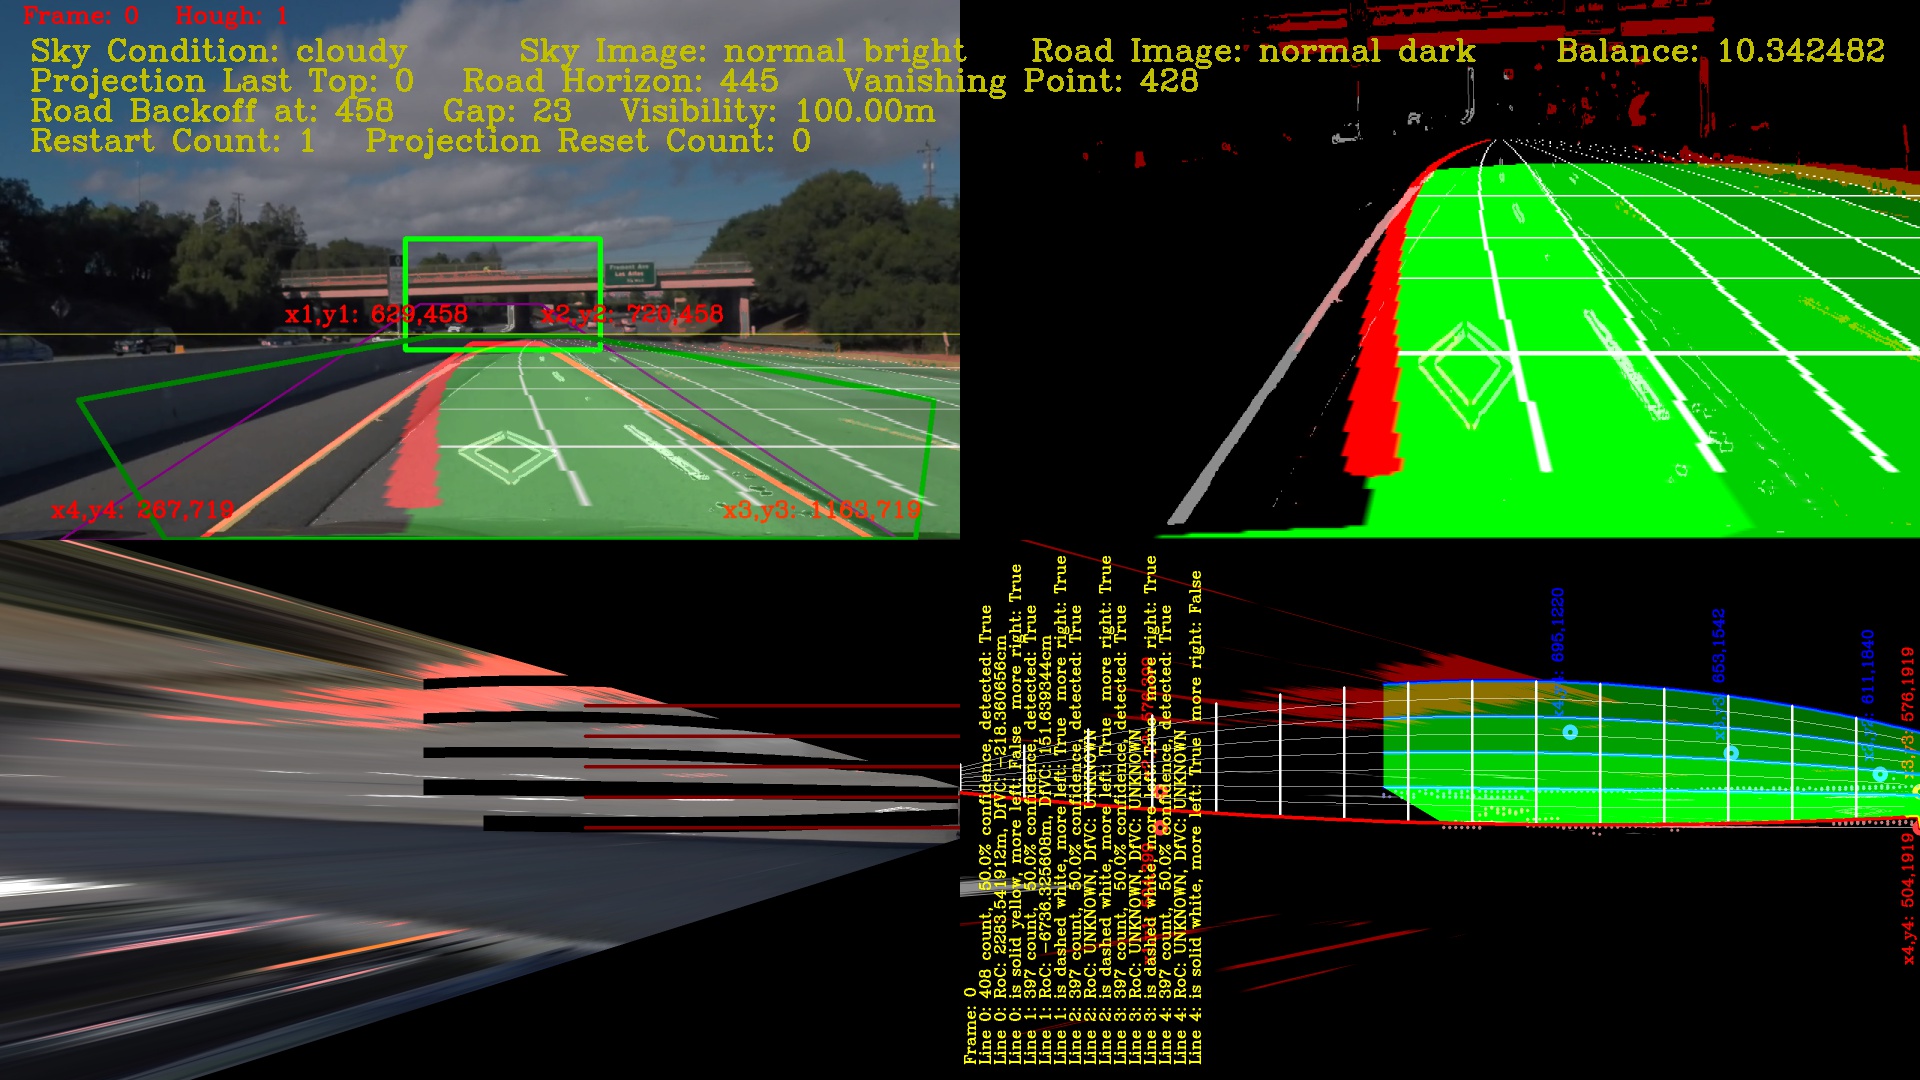 Frame: 0 Hough: 1
Sky Condition: cloudy Sky Image: normal bright Road Image: normal dark Balance: 10.342482
Projection Last Top: 0 Road Horizon: 445 Vanishing Point: 428
Road Backoff at: 458 Gap: 23 Visibility: 100.00m
Restart Count: 1 Projection Reset Count: 0
Fremont Ave
Los Altos
x1,y1: 629,458
x2,y2: 720,458
x4,y4: 267,719
x3,y3: 1163,719
Frame: 0
Line 0: 408 count, 50.0% confidence, detected: True
Line 0: RoC: 2283.541912m, DfVC: -218.360656cm
Line 0: is solid yellow, more left: False more right: True
Line 1: 397 count, 50.0% confidence, detected: True
Line 1: RoC: -6736.325608m, DfVC: 151.639344cm
Line 1: is dashed white, more left: True more right: True
Line 2: 397 count, 50.0% confidence, detected: True
Line 2: RoC: UNKNOWN, DfVC: UNKNOWN
Line 2: is dashed white, more left: True more right: True
Line 3: 397 count, 50.0% confidence, detected: True
Line 3: RoC: UNKNOWN, DfVC: UNKNOWN
Line 3: is dashed white, more left: True more right: True
Line 4: 397 count, 50.0% confidence, detected: True
Line 4: RoC: UNKNOWN, DfVC: UNKNOWN
Line 4: is solid white, more left: True more right: False
x4,y4: 695,1220
x3,y3: 653,1542
x2,y2: 611,1840
x3,y3: 576,1919
x4,y4: 504,1919